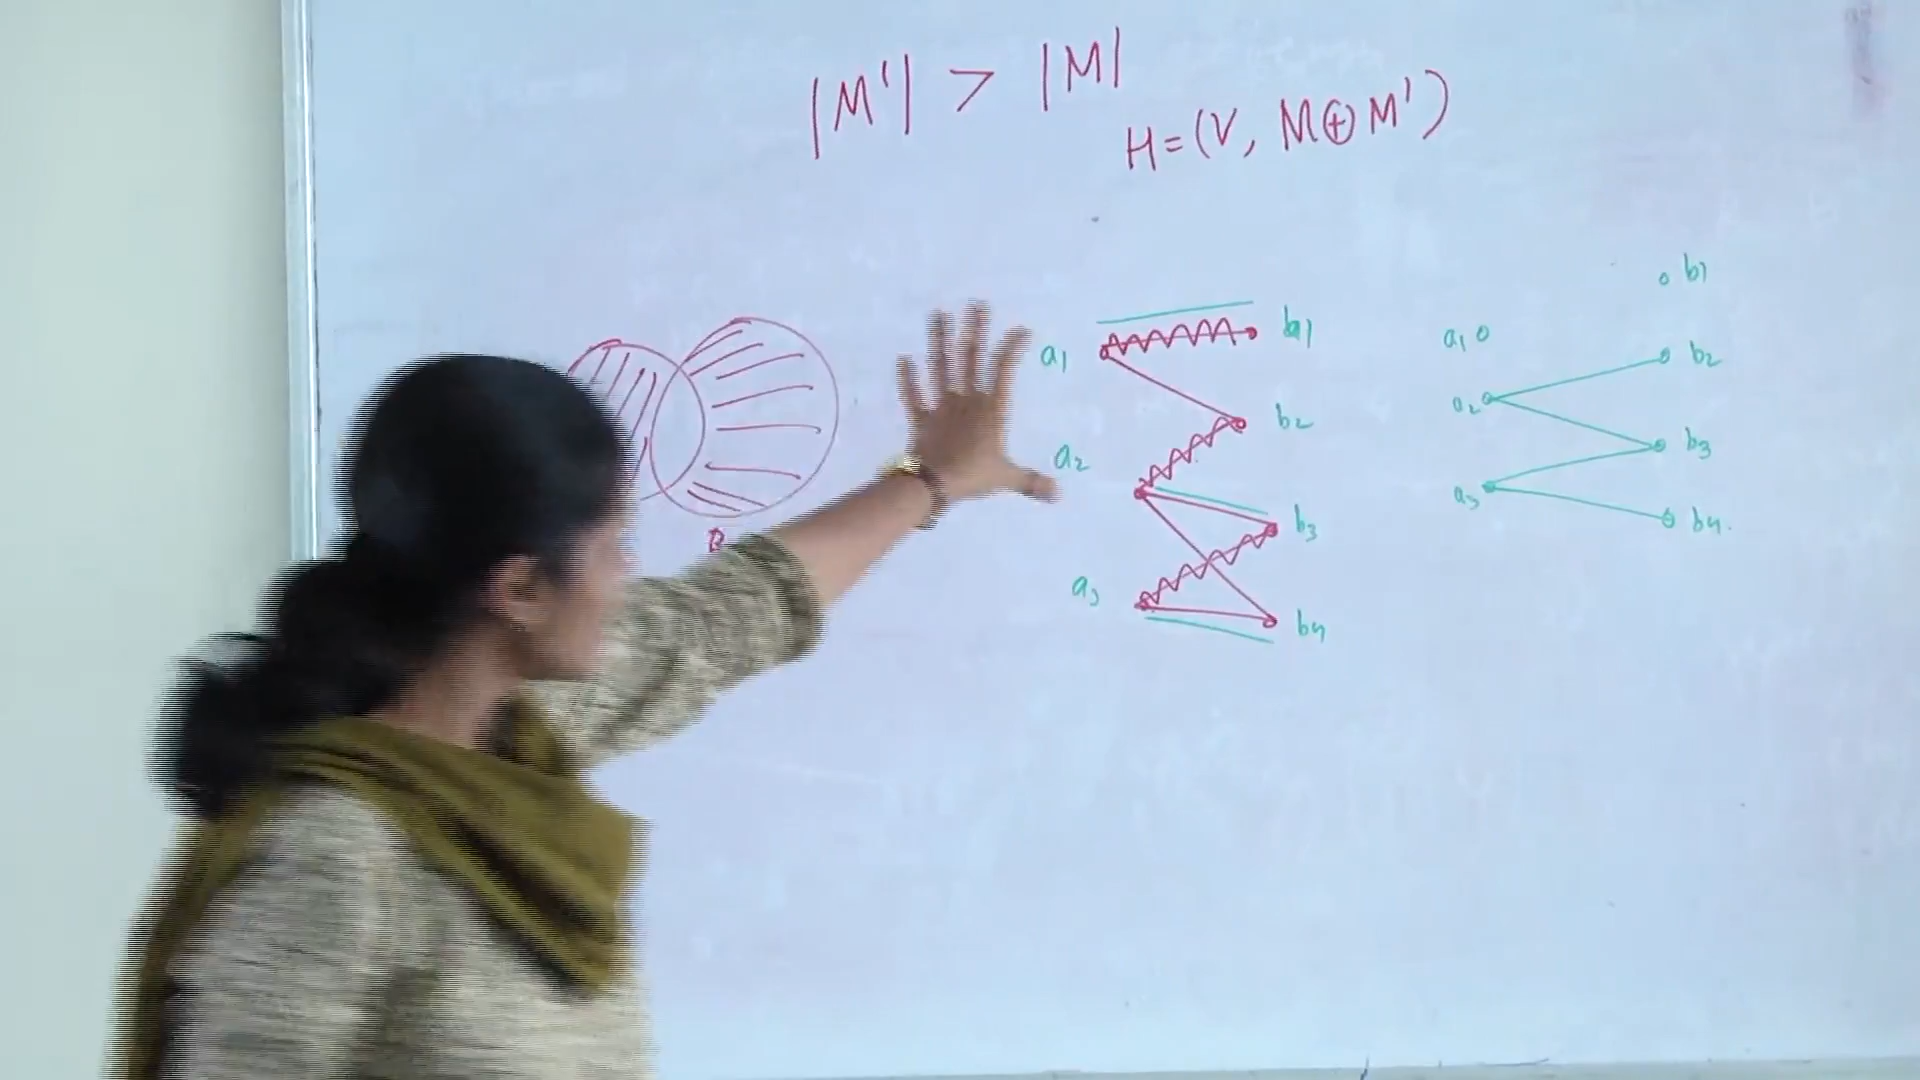 |M'| > |M|
H=(V, M⊕M')
B
a1 b1
b2
a2
b3
a3
b4
b1
a1
b2
a2
b3
a3
b4.